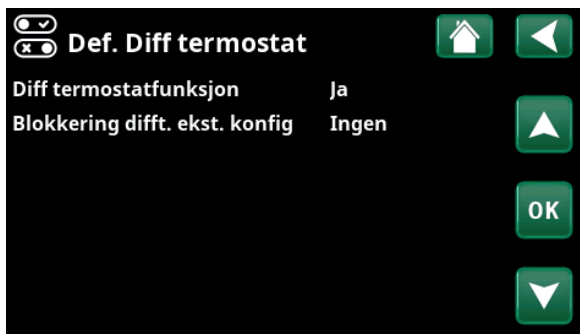 Def. Diff termostat
Diff termostatfunksjon Ja
Blokkering difft. ekst. konfig Ingen
OK